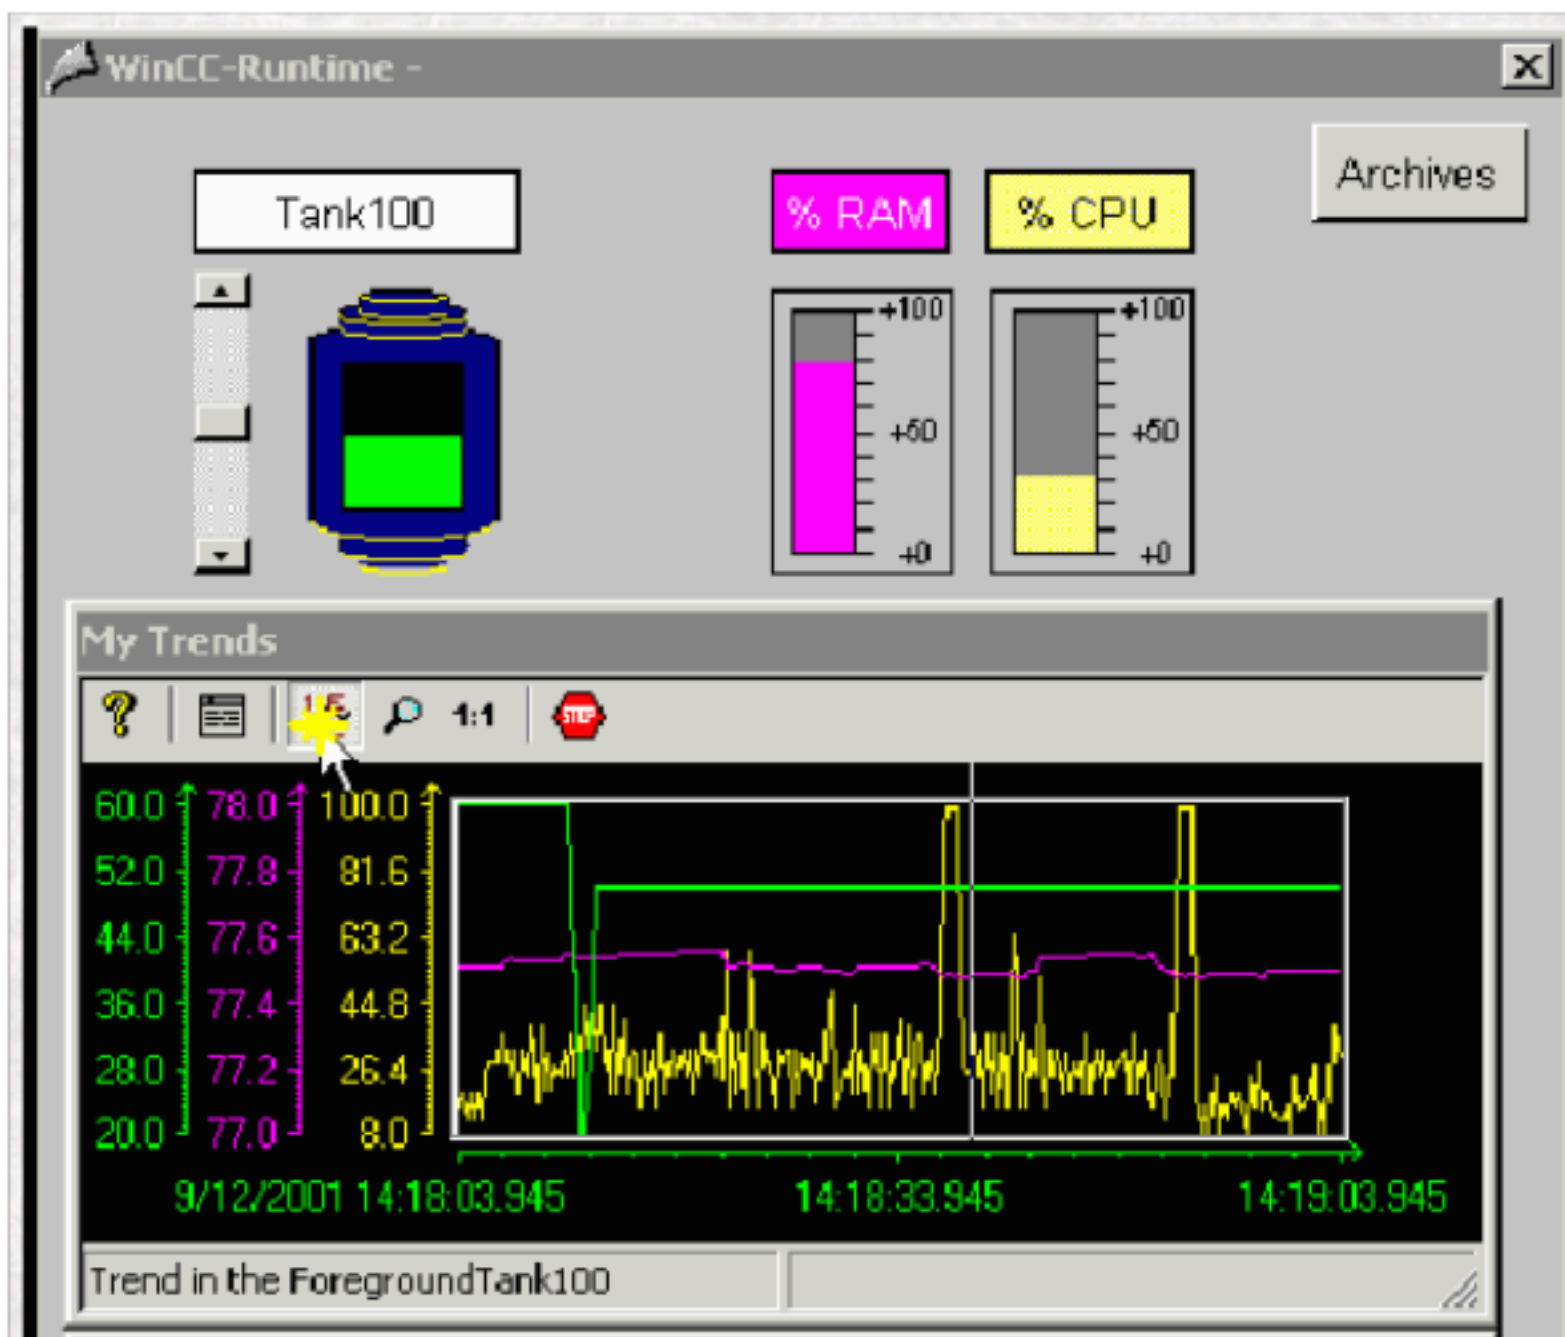 WinCC-Runtime -
Archives
Tank100
% RAM
% CPU
+100
+50
+0
+100
+50
+0
My Trends
1:1
STOP
60.0 78.0 100.0
52.0 77.8 81.6
44.0 77.6 63.2
36.0 77.4 44.8
28.0 77.2 26.4
20.0 77.0 8.0
9/12/2001 14:18:03.945 14:18:33.945 14:19:03.945
Trend in the ForegroundTank100